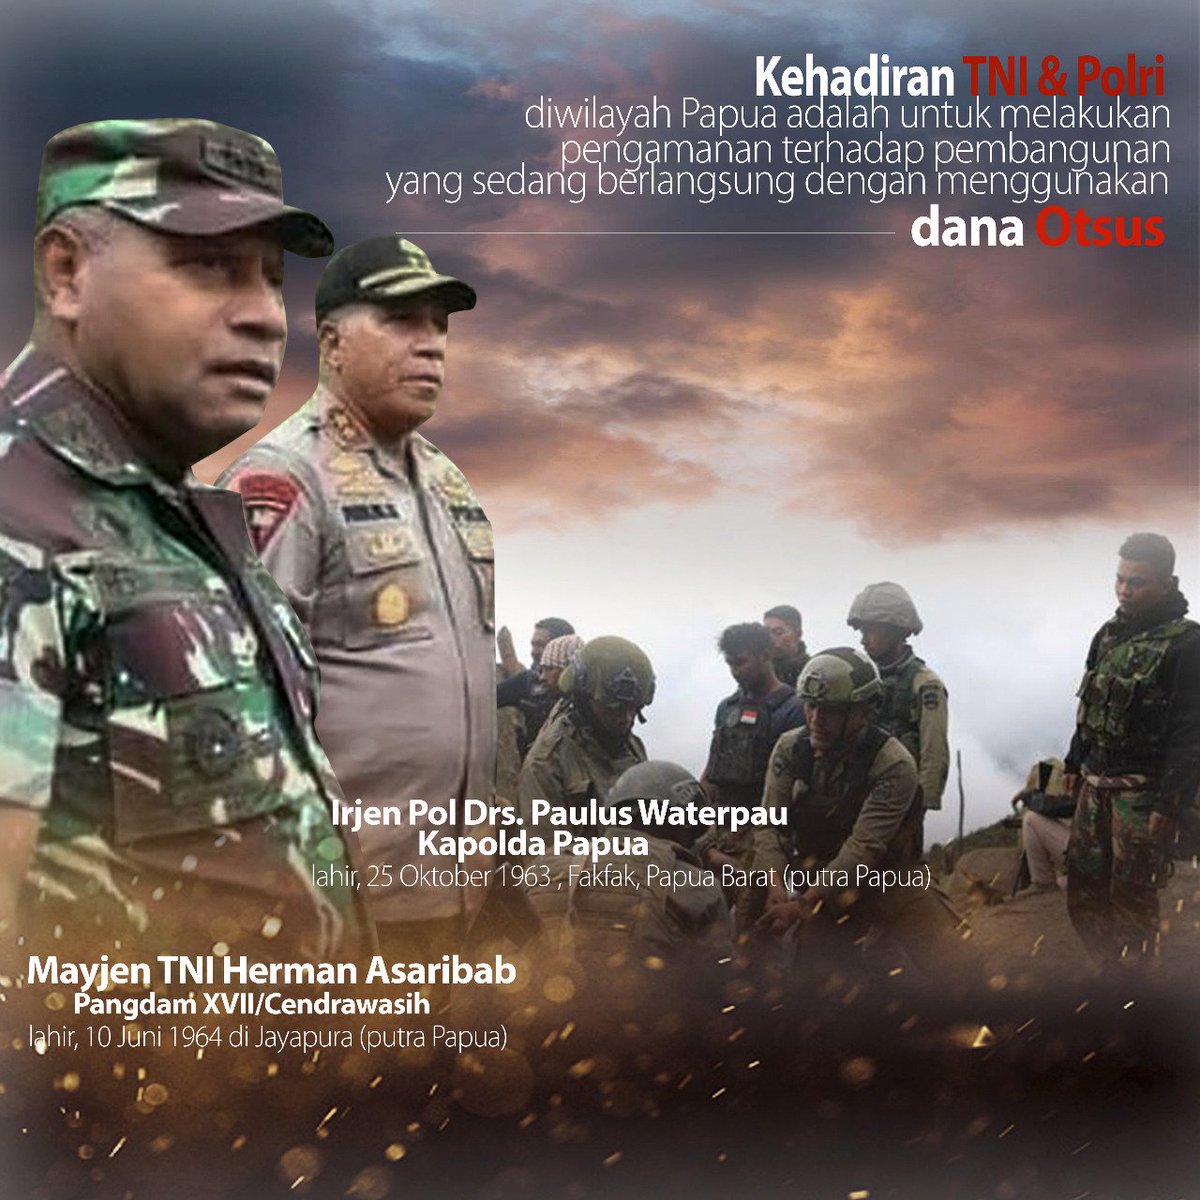 Kehadiran TNI & Polri
diwilayah Papua adalah untuk melakukan
pengamanan terhadap pembangunan
yang sedang berlangsung dengan menggunakan
dana Otsus
Irjen Pol Drs. Paulus Waterpau
Kapolda Papua
lahir, 25 Oktober 1963 , Fakfak, Papua Barat (putra Papua)
Mayjen TNI Herman Asaribab
Pangdam XVII/Cendrawasih
lahir, 10 Juni 1964 di Jayapura (putra Papua)